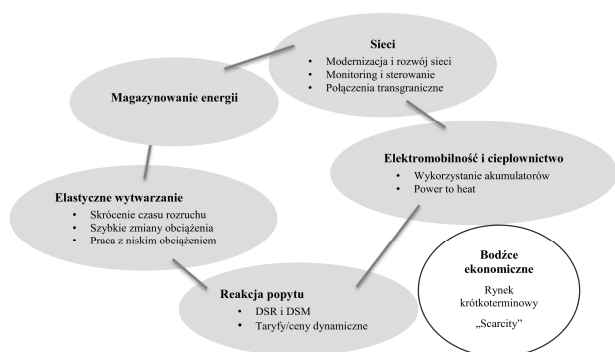 Sieci
• Modernizacja i rozwój sieci
• Monitoring i sterowanie
• Połączenia transgraniczne
Magazynowanie energii
Elektromobilność i ciepłownictwo
• Wykorzystanie akumulatorów
• Power to heat
Elastyczne wytwarzanie
• Skrócenie czasu rozruchu
• Szybkie zmiany obciążenia
• Praca z niskim obciążeniem
Reakcja popytu
• DSR i DSM
• Taryfy/ceny dynamiczne
Bodźce
ekonomiczne
Rynek
krótkoterminowy
„Scarcity”